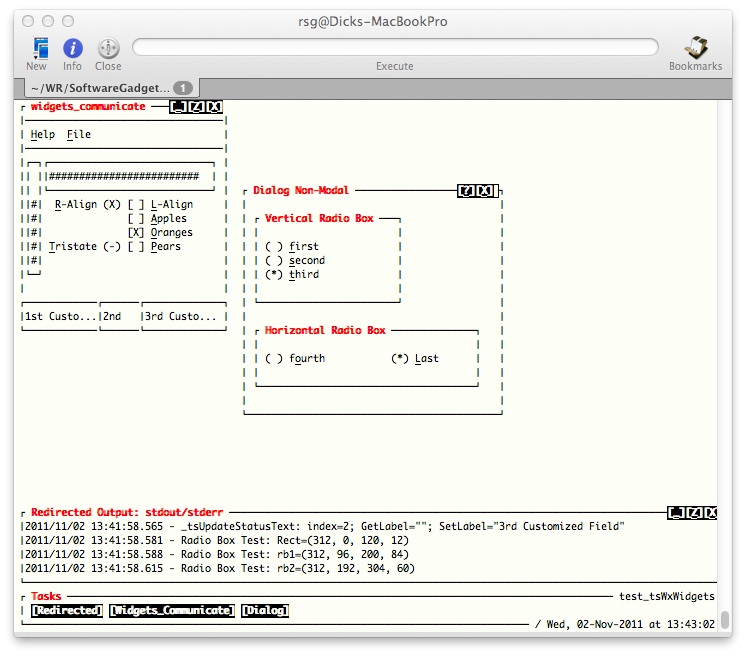 rsg@Dicks-MacBookPro
New Info Close Execute Bookmarks
~/WR/SoftwareGadget... 1
widgets_communicate [_][Z][X]
Help File
#########################
R-Align (X) [ ] L-Align
[ ] Apples
[X] Oranges
Tristate (-) [ ] Pears
1st Custo...|2nd |3rd Custo...
Dialog Non-Modal [?][X]
Vertical Radio Box
( ) first
( ) second
(*) third
Horizontal Radio Box
( ) fourth (*) Last
Redirected Output: stdout/stderr [_][Z][X
2011/11/02 13:41:58.565 - _tsUpdateStatusText: index=2; GetLabel=""; SetLabel="3rd Customized Field"
2011/11/02 13:41:58.581 - Radio Box Test: Rect=(312, 0, 120, 12)
2011/11/02 13:41:58.588 - Radio Box Test: rb1=(312, 96, 200, 84)
2011/11/02 13:41:58.615 - Radio Box Test: rb2=(312, 192, 304, 60)
Tasks test_tsWxWidgets
[Redirected] [Widgets_Communicate] [Dialog]
/ Wed, 02-Nov-2011 at 13:43:02